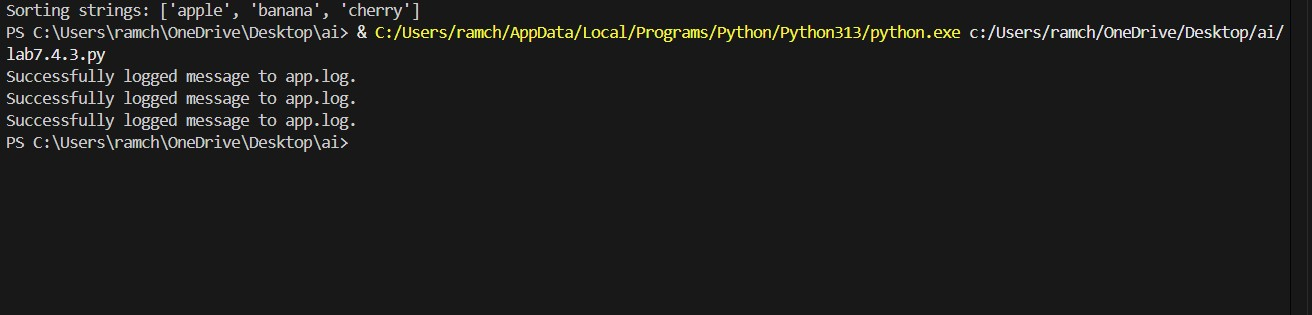 Sorting strings: ['apple', 'banana', 'cherry']
PS C:\Users\ramch\OneDrive\Desktop\ai> & C:/Users/ramch/AppData/Local/Programs/Python/Python313/python.exe c:/Users/ramch/OneDrive/Desktop/ai/
lab7.4.3.py
Successfully logged message to app.log.
Successfully logged message to app.log.
Successfully logged message to app.log.
PS C:\Users\ramch\OneDrive\Desktop\ai>